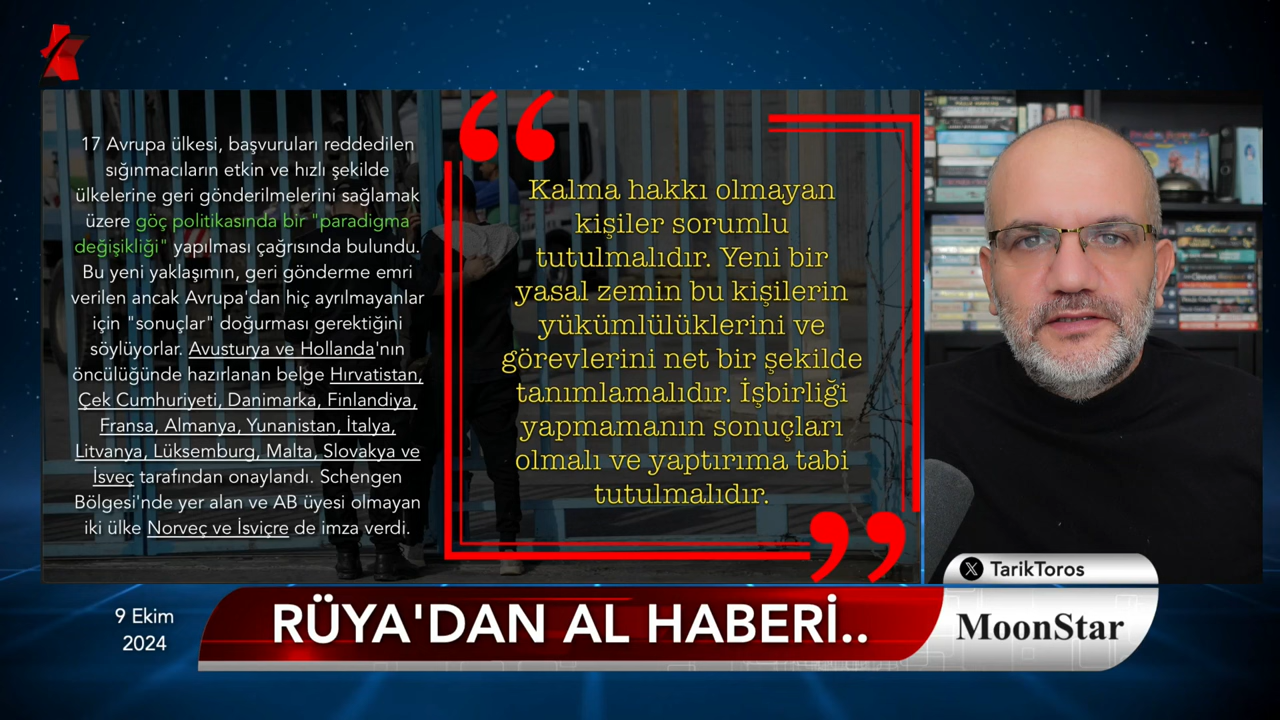 17 Avrupa ülkesi, başvuruları reddedilen
sığınmacıların etkin ve hızlı şekilde
ülkelerine geri gönderilmelerini sağlamak
üzere göç politikasında bir "paradigma
değişikliği" yapılması çağrısında bulundu.
Bu yeni yaklaşımın, geri gönderme emri
verilen ancak Avrupa'dan hiç ayrılmayanlar
için "sonuçlar" doğurması gerektiğini
söylüyorlar. Avusturya ve Hollanda'nın
öncülüğünde hazırlanan belge Hırvatistan,
Çek Cumhuriyeti, Danimarka, Finlandiya,
Fransa, Almanya, Yunanistan, İtalya,
Litvanya, Lüksemburg, Malta, Slovakya ve
İsveç tarafından onaylandı. Schengen
Bölgesi'nde yer alan ve AB üyesi olmayan
iki ülke Norveç ve İsviçre de imza verdi.
“
Kalma hakkı olmayan
kişiler sorumlu
tutulmalıdır. Yeni bir
yasal zemin bu kişilerin
yükümlülüklerini ve
görevlerini net bir şekilde
tanımlamalıdır. İşbirliği
yapmamanın sonuçları
olmalı ve yaptırıma tabi
tutulmalıdır.
”
X TarikToros
9 Ekim
2024
RÜYA'DAN AL HABERİ..
MoonStar